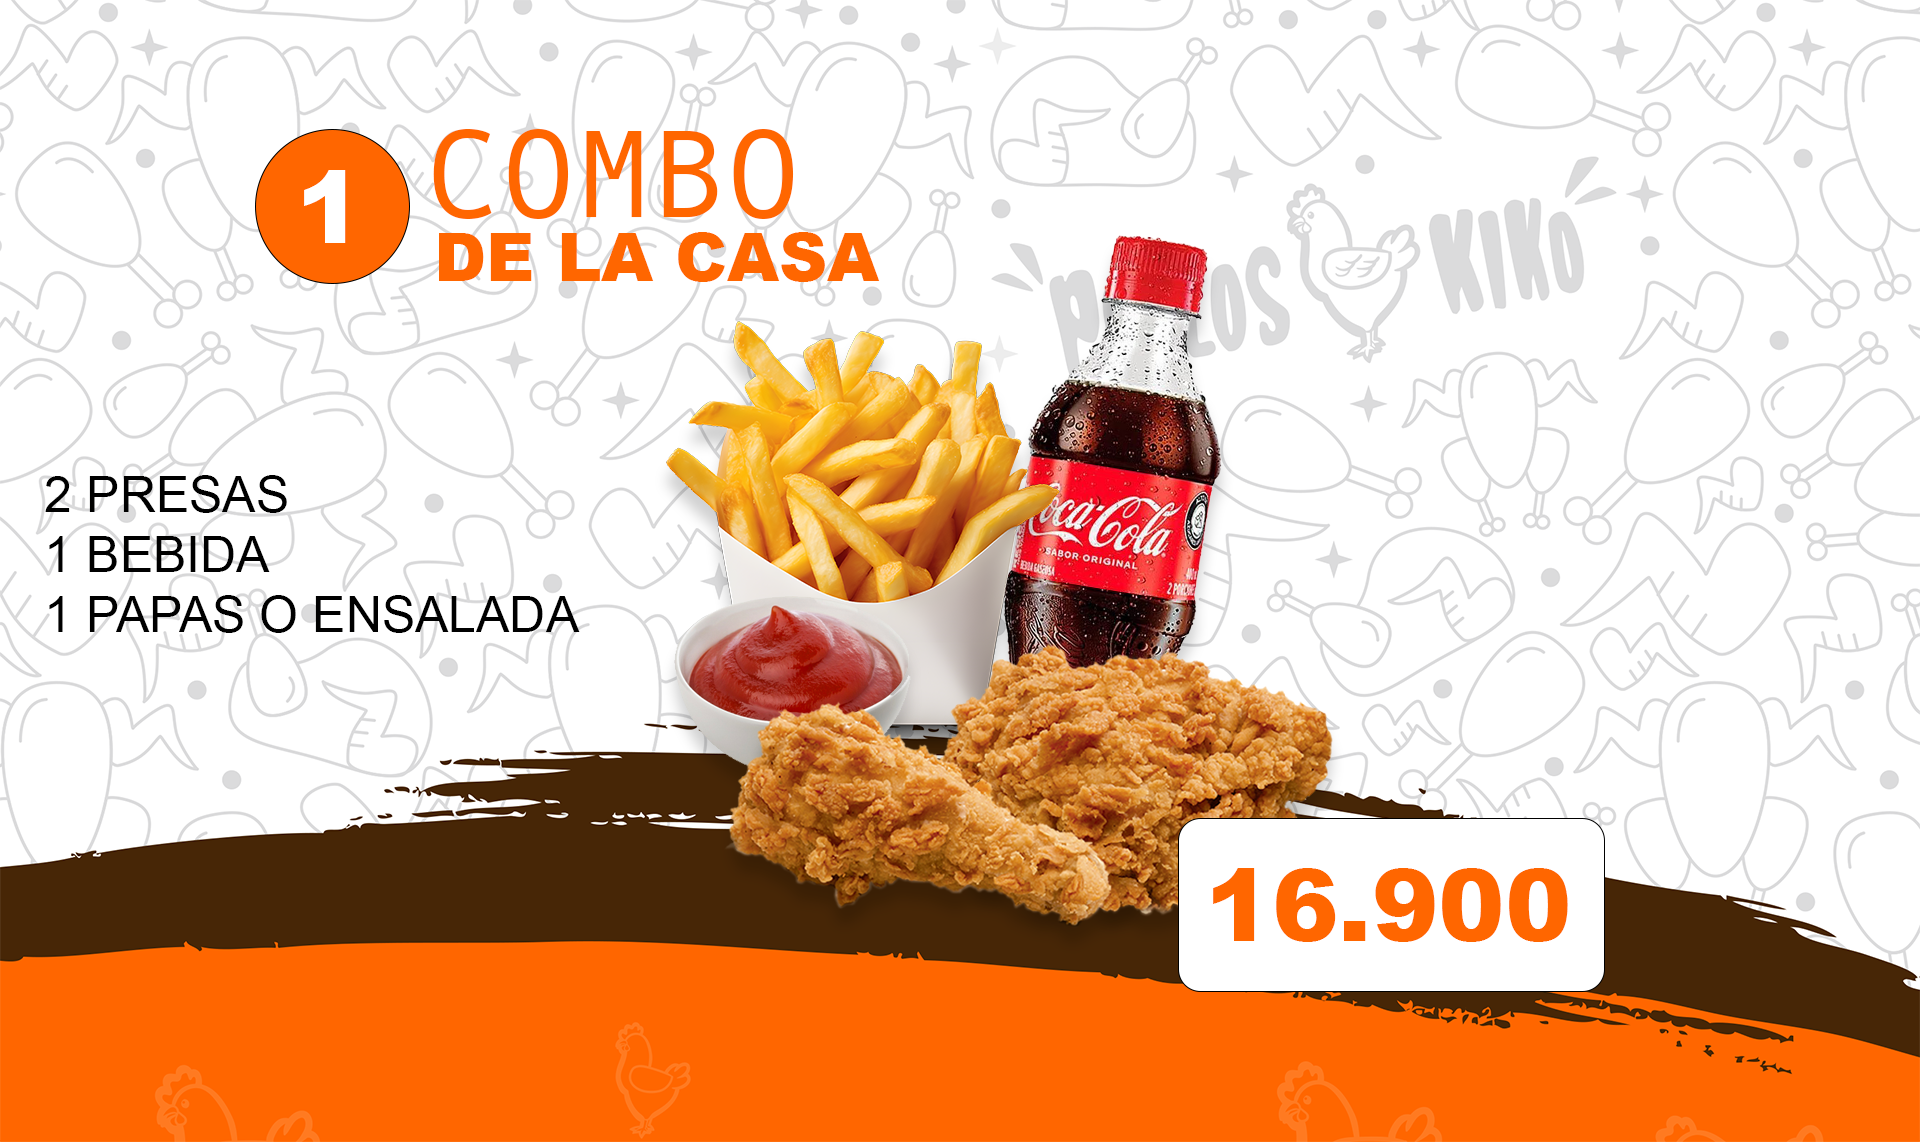 1
COMBO
DE LA CASA
KIKO
2 PRESAS
1 BEBIDA
1 PAPAS O ENSALADA
Coca-Cola
SABOR ORIGINAL
16.900